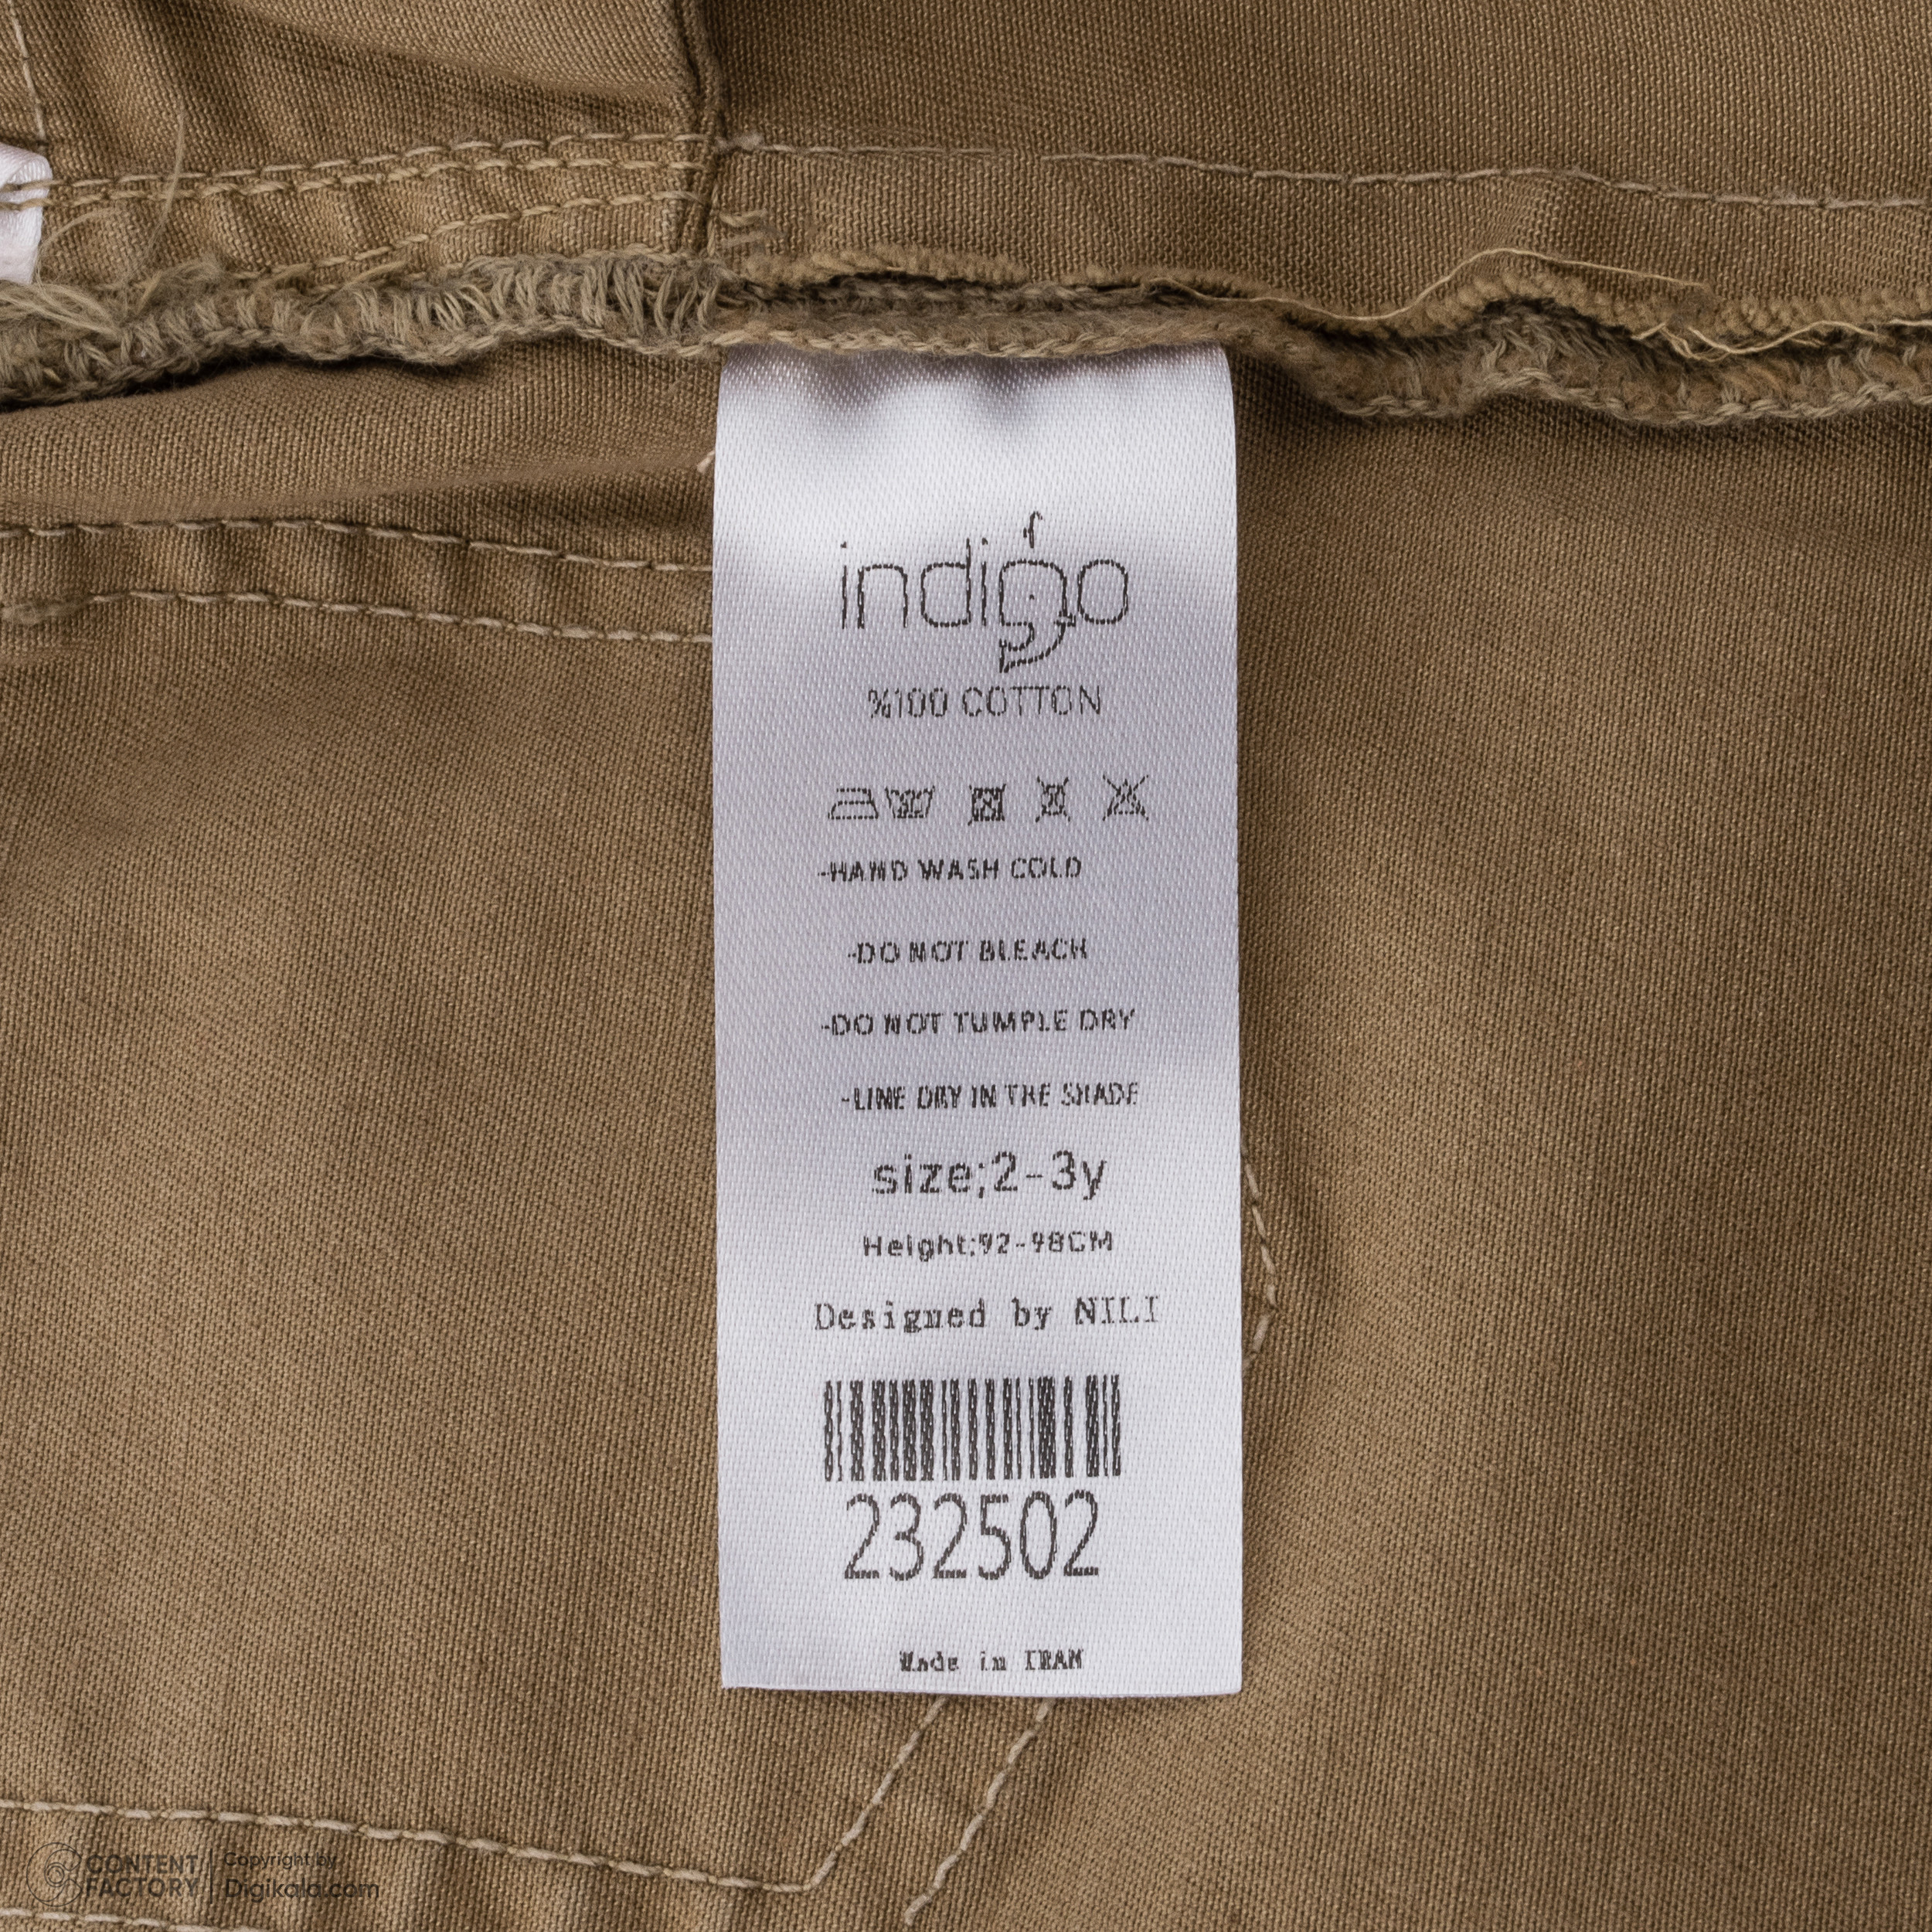 indigo
%100 COTTON
-HAND WASH COLD
-DO NOT BLEACH
-DO NOT TUMPLE DRY
-LINE DRY IN THE SHADE
size;2-3y
Height;92-98CM
Designed by NILI
232502
Made in IRAN
CONTENT FACTORY
Copyright by
Digikala.com